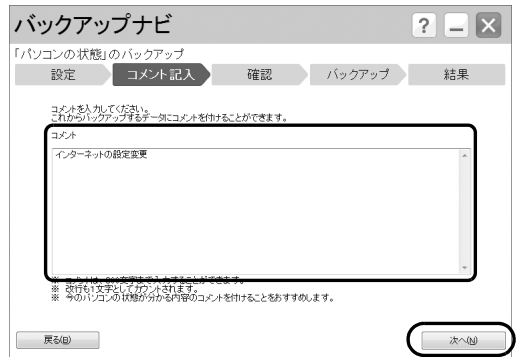 バックアップナビ
? – ×
「パソコンの状態」のバックアップ
設定 コメント記入 確認 バックアップ 結果
コメントを入力してください。
これからバックアップするデータにコメントを付けることができます。
コメント
インターネットの設定変更
※ 改行も1文字としてカウントされます。
※ 今のパソコンの状態が分かる内容のコメントを付けることをおすすめします。
戻る(B) 次へ(N)